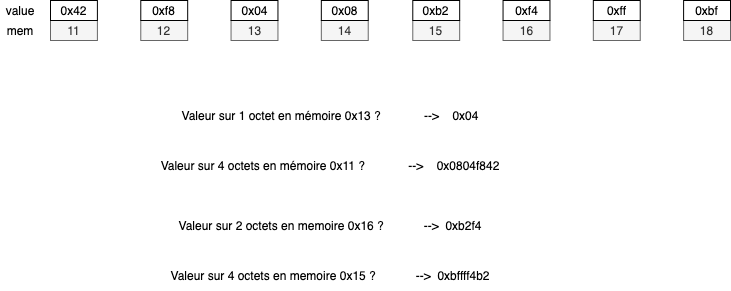 value 0x42 0xf8 0x04 0x08 0xb2 0xf4 0xff 0xbf
mem 11 12 13 14 15 16 17 18
Valeur sur 1 octet en mémoire 0x13 ? --> 0x04
Valeur sur 4 octets en mémoire 0x11 ? --> 0x0804f842
Valeur sur 2 octets en memoire 0x16 ? --> 0xb2f4
Valeur sur 4 octets en memoire 0x15 ? --> 0xbffff4b2